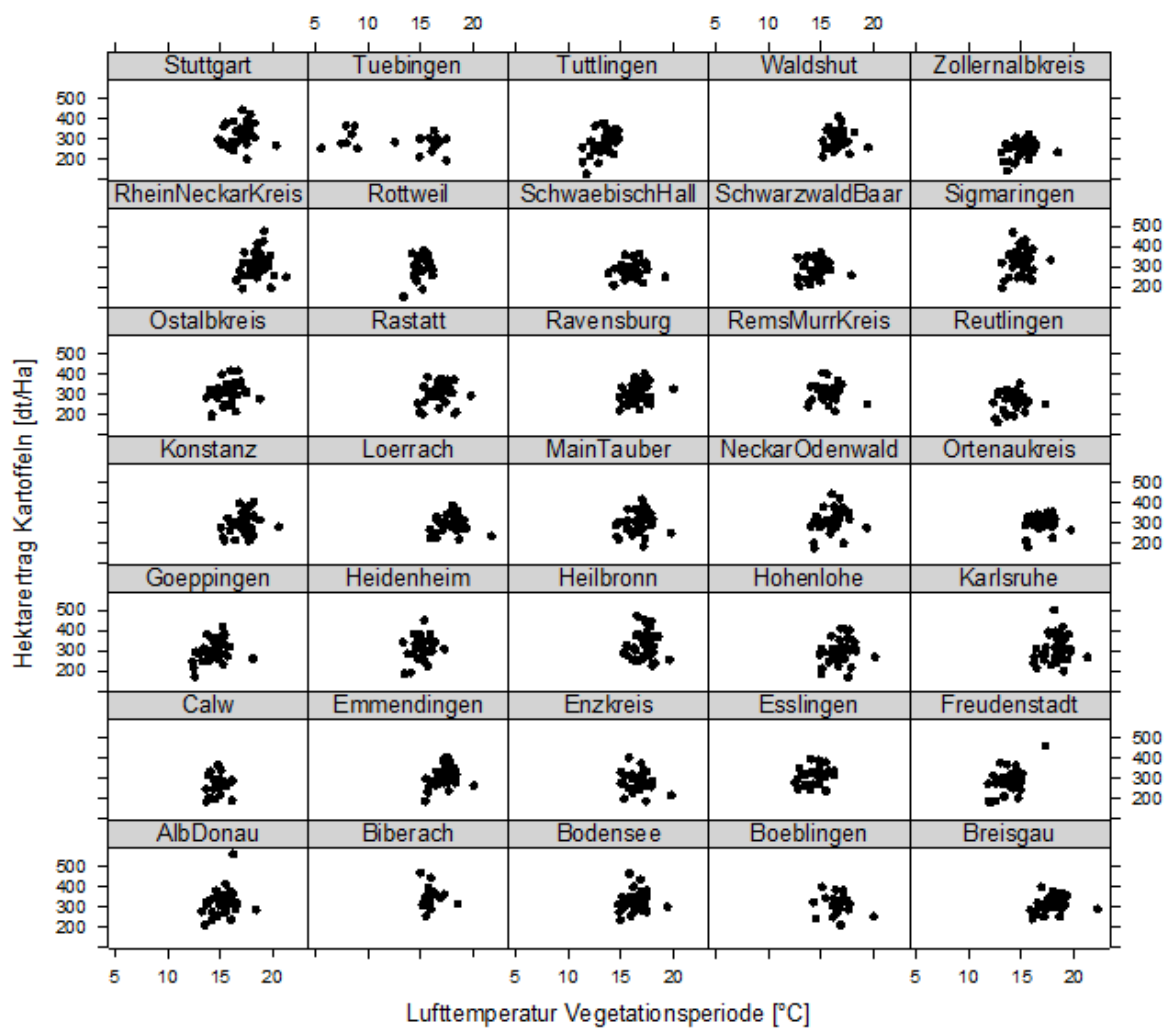 5 10 15 20 5 10 15 20
Stuttgart Tuebingen Tuttlingen Waldshut Zollernalbkreis
500
400
300
200
RheinNeckarKreis Rottweil SchwaebischHall SchwarzwaldBaar Sigmaringen
500
400
300
200
Ostalbkreis Rastatt Ravensburg RemsMurrKreis Reutlingen
500
400
300
200
Konstanz Loerrach MainTauber NeckarOdenwald Ortenaukreis
500
400
300
200
Goeppingen Heidenheim Heilbronn Hohenlohe Karlsruhe
500
400
300
200
Calw Emmendingen Enzkreis Esslingen Freudenstadt
500
400
300
200
AlbDonau Biberach Bodensee Boeblingen Breisgau
500
400
300
200
5 10 15 20 5 10 15 20 5 10 15 20
Lufttemperatur Vegetationsperiode [°C]
Hektarertrag Kartoffeln [dt/Ha]